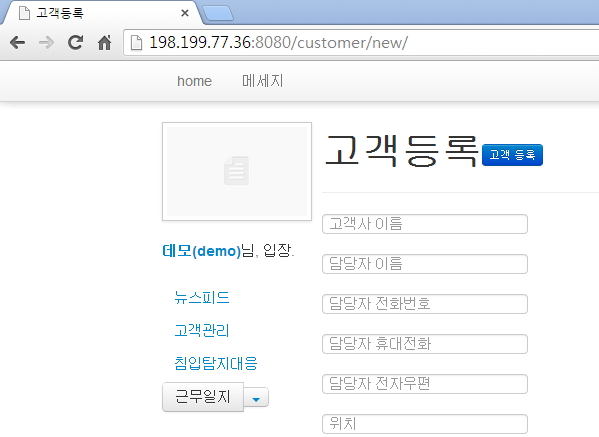 고객등록
198.199.77.36:8080/customer/new/
home 메세지
고객등록 고객 등록
데모(demo)님, 입장.
뉴스피드
고객관리
침입탐지대응
근무일지
고객사 이름
담당자 이름
담당자 전화번호
담당자 휴대전화
담당자 전자우편
위치